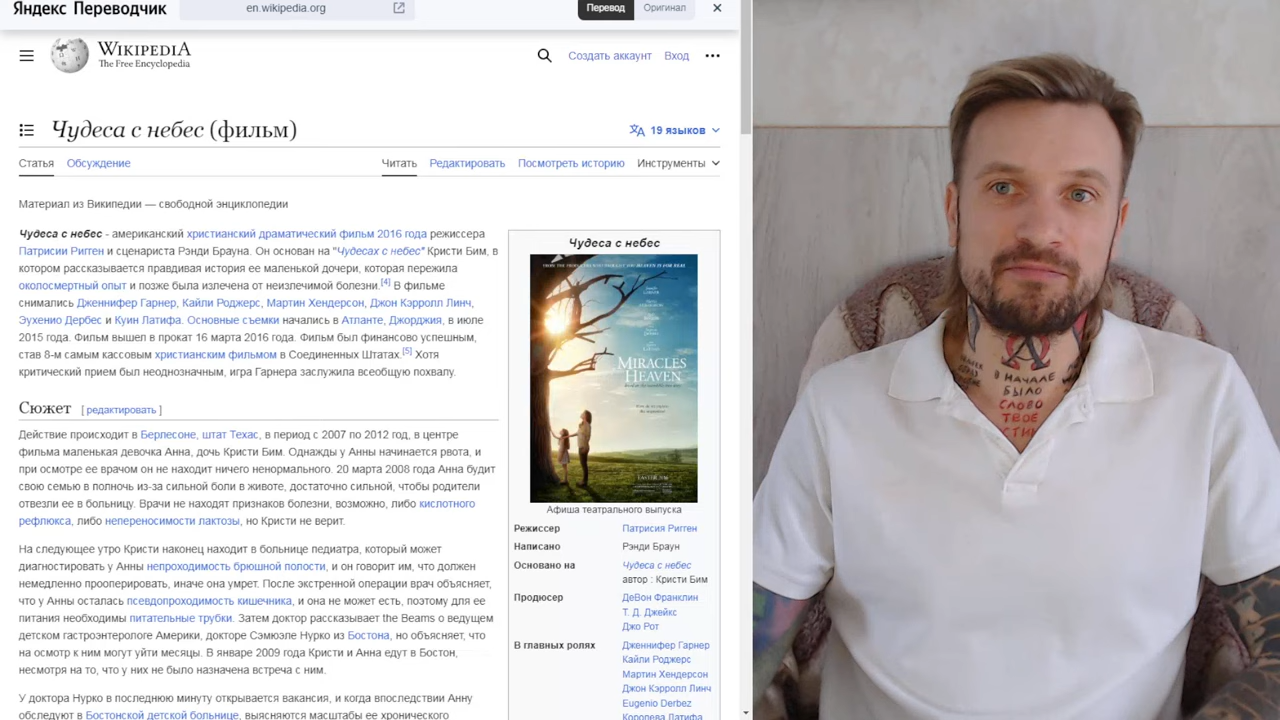 Яндекс Переводчик
en.wikipedia.org
Перевод
Оригинал
WIKIPEDIA
The Free Encyclopedia
Создать аккаунт
Вход
Чудеса с небес (фильм)
19 языков
Статья
Обсуждение
Читать
Редактировать
Посмотреть историю
Инструменты
Материал из Википедии — свободной энциклопедии
Чудеса с небес - американский христианский драматический фильм 2016 года режиссера
Патрисии Ригген и сценариста Рэнди Брауна. Он основан на "Чудесах с небес" Кристи Бим, в
котором рассказывается правдивая история ее маленькой дочери, которая пережила
околосмертный опыт и позже была излечена от неизлечимой болезни.[4] В фильме
снимались Дженнифер Гарнер, Кайли Роджерс, Мартин Хендерсон, Джон Кэрролл Линч,
Эухенио Дербес и Куин Латифа. Основные съемки начались в Атланте, Джорджия, в июле
2015 года. Фильм вышел в прокат 16 марта 2016 года. Фильм был финансово успешным,
став 8-м самым кассовым христианским фильмом в Соединенных Штатах.[5] Хотя
критический прием был неоднозначным, игра Гарнера заслужила всеобщую похвалу.
Сюжет [ редактировать ]
Действие происходит в Берлесоне, штат Техас, в период с 2007 по 2012 год, в центре
фильма маленькая девочка Анна, дочь Кристи Бим. Однажды у Анны начинается рвота, и
при осмотре ее врачом он не находит ничего ненормального. 20 марта 2008 года Анна будит
свою семью в полночь из-за сильной боли в животе, достаточно сильной, чтобы родители
отвезли ее в больницу. Врачи не находят признаков болезни, возможно, либо кислотного
рефлюкса, либо непереносимости лактозы, но Кристи не верит.
На следующее утро Кристи наконец находит в больнице педиатра, который может
диагностировать у Анны непроходимость брюшной полости, и он говорит им, что должен
немедленно прооперировать, иначе она умрет. После экстренной операции врач объясняет,
что у Анны осталась псевдопроходимость кишечника, и она не может есть, поэтому для ее
питания необходимы питательные трубки. Затем доктор рассказывает the Beams о ведущем
детском гастроэнтерологе Америки, докторе Сэмюэле Нурко из Бостона, но объясняет, что
на осмотр к ним могут уйти месяцы. В январе 2009 года Кристи и Анна едут в Бостон,
несмотря на то, что у них не было назначена встреча с ним.
У доктора Нурко в последнюю минуту открывается вакансия, и когда впоследствии Анну
обследуют в Бостонской детской больнице, выясняются масштабы ее хронического
Чудеса с небес
MIRACLES
HEAVEN
Афиша театрального выпуска
Режиссер Патрисия Ригген
Написано Рэнди Браун
Основано на Чудеса с небес
автор : Кристи Бим
Продюсер ДеВон Франклин
Т. Д. Джейкс
Джо Рот
В главных ролях Дженнифер Гарнер
Кайли Роджерс
Мартин Хендерсон
Джон Кэрролл Линч
Eugenio Derbez
Королева Латифа
В НАЧАЛЕ
БЫЛО
СЛОВО
ТВОЕ